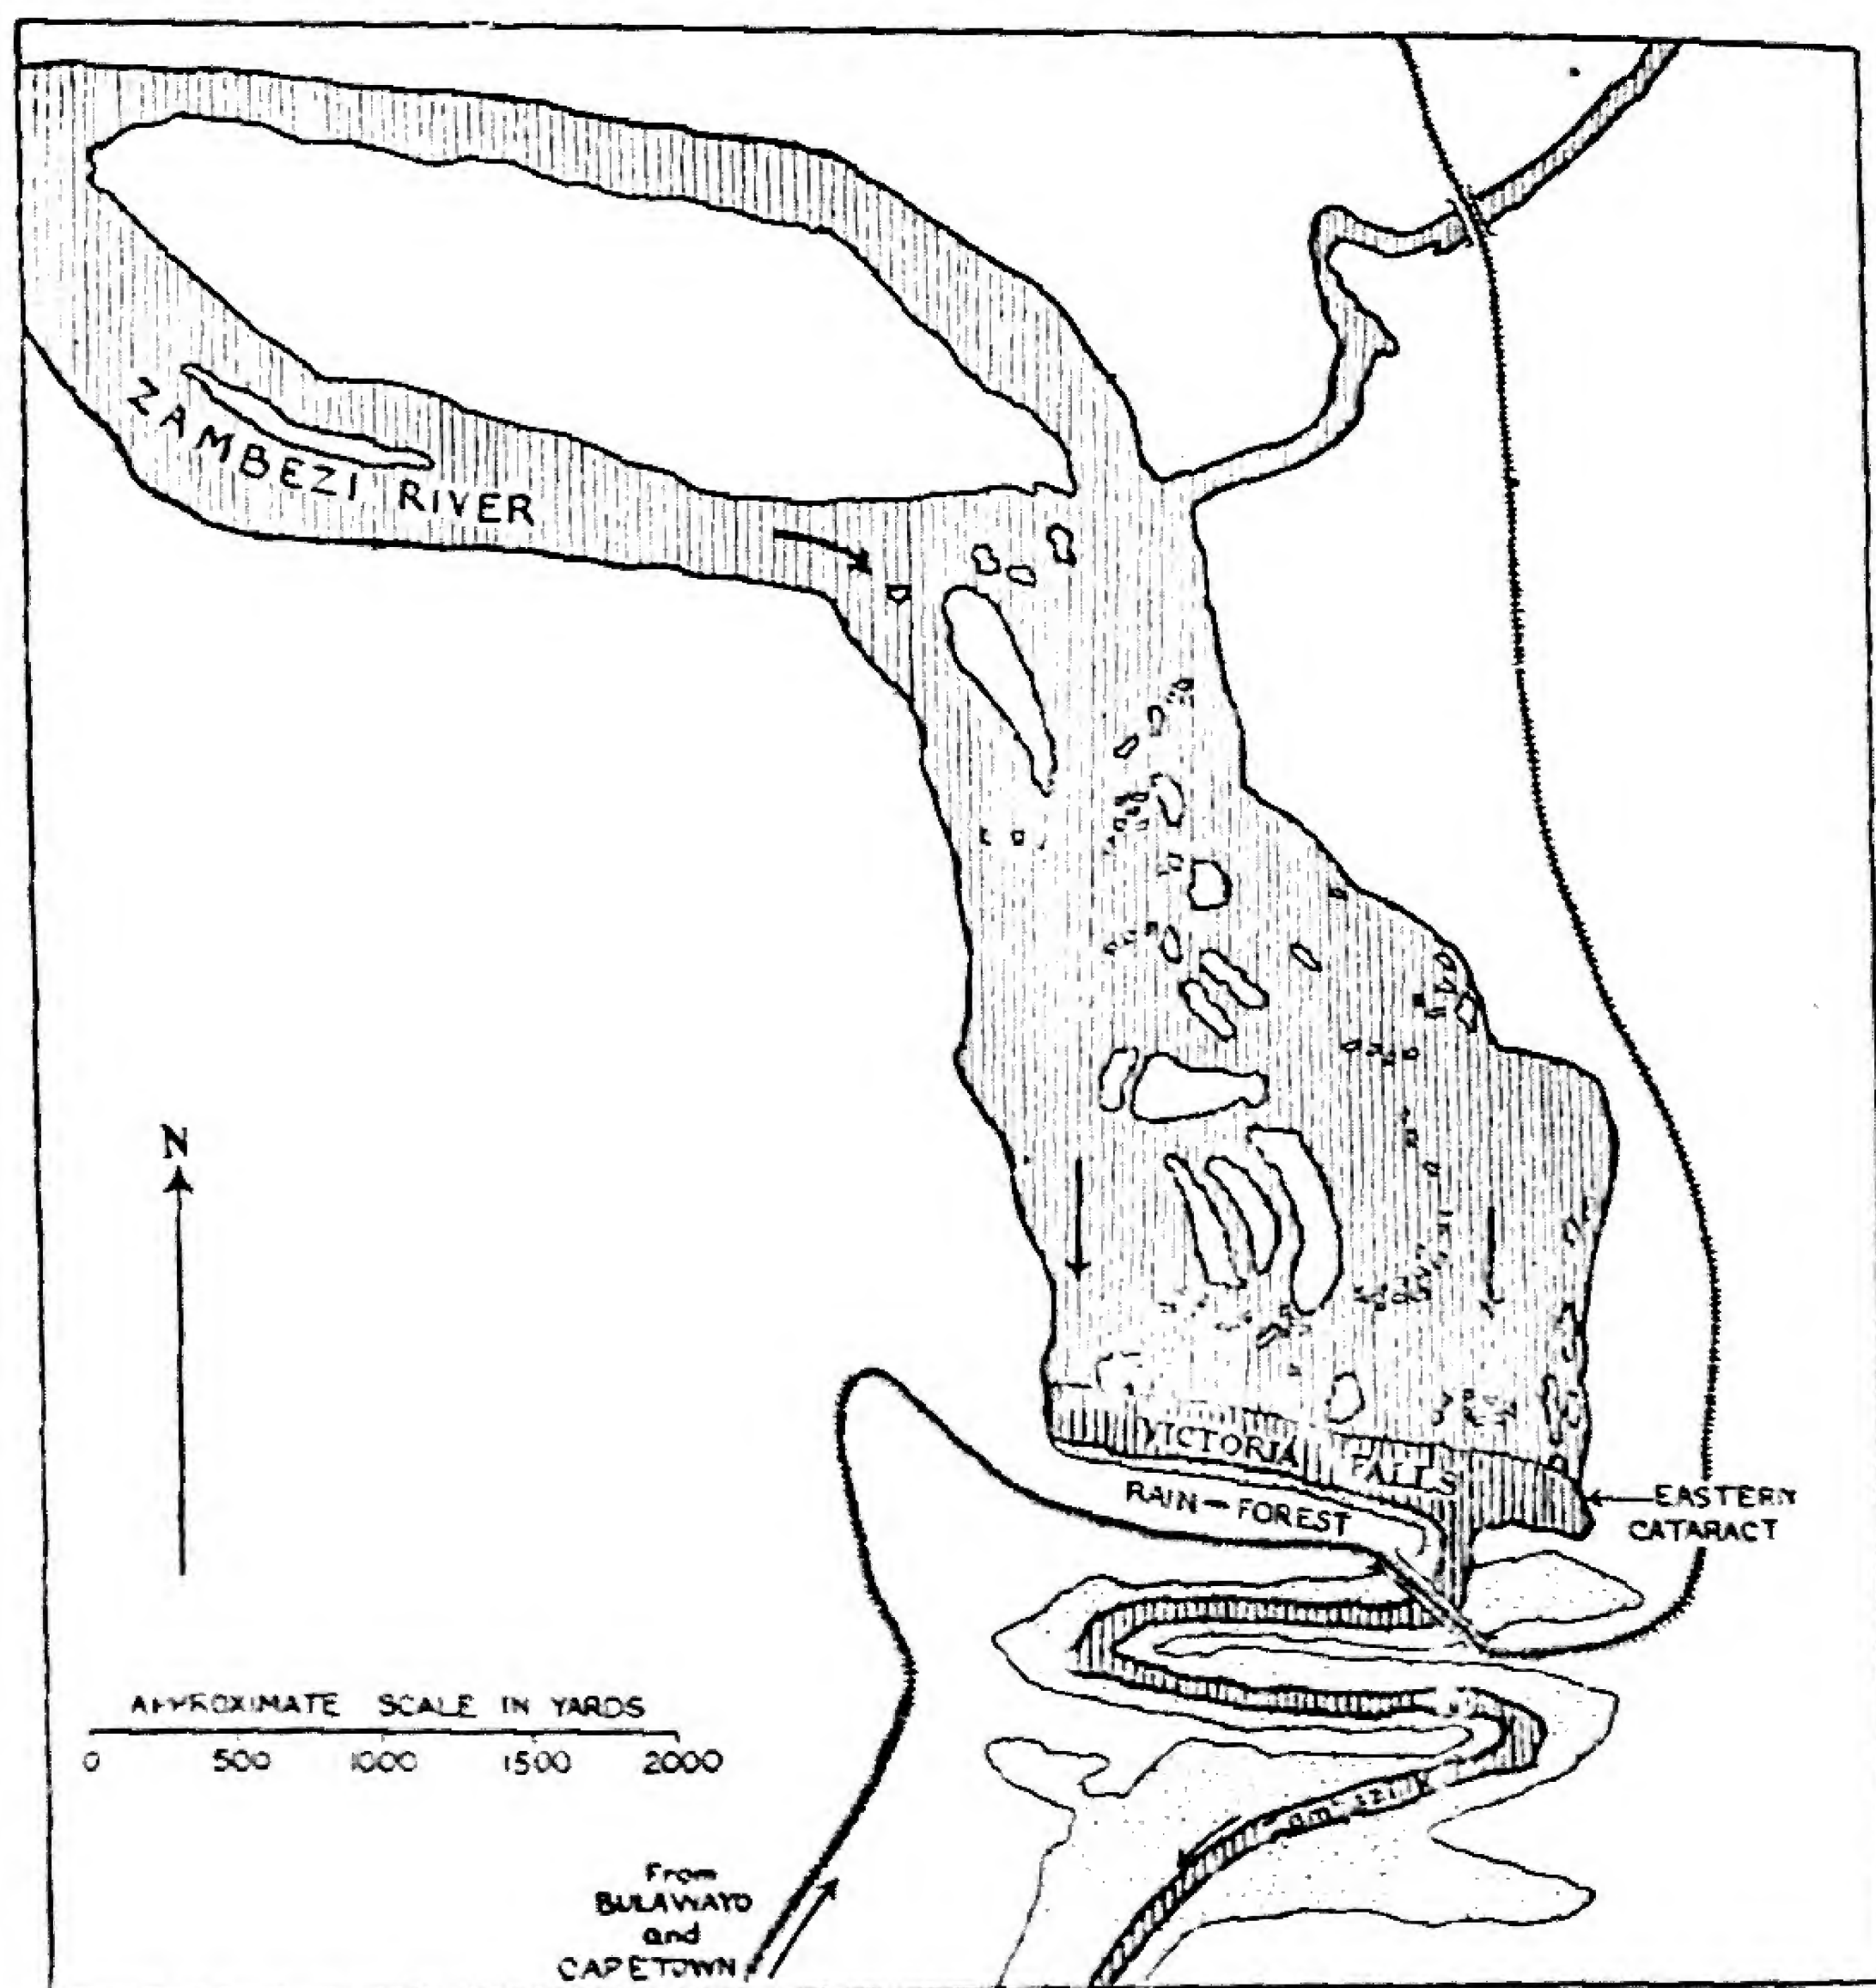 ZAMBEZI RIVER
N
VICTORIA FALLS
RAIN-FOREST
EASTERN
CATARACT
APPROXIMATE SCALE IN YARDS
0 500 1000 1500 2000
From
BULAWAYO
and
CAPETOWN